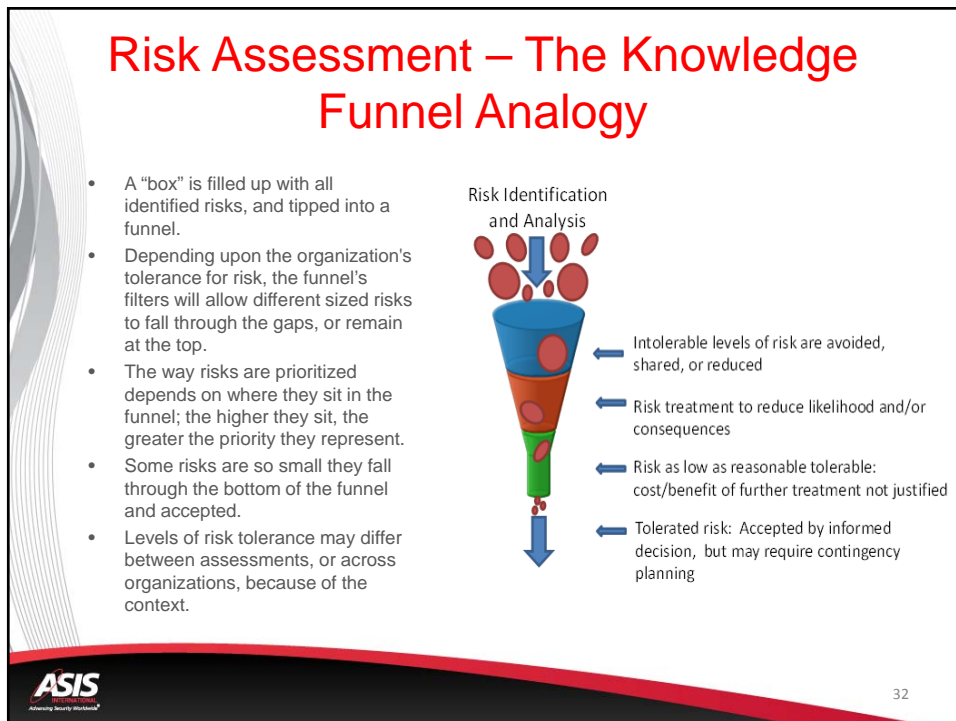 Risk Assessment – The Knowledge
Funnel Analogy
• A “box” is filled up with all
identified risks, and tipped into a
funnel.
• Depending upon the organization's
tolerance for risk, the funnel’s
filters will allow different sized risks
to fall through the gaps, or remain
at the top.
• The way risks are prioritized
depends on where they sit in the
funnel; the higher they sit, the
greater the priority they represent.
• Some risks are so small they fall
through the bottom of the funnel
and accepted.
• Levels of risk tolerance may differ
between assessments, or across
organizations, because of the
context.
Risk Identification
and Analysis
Intolerable levels of risk are avoided,
shared, or reduced
Risk treatment to reduce likelihood and/or
consequences
Risk as low as reasonable tolerable:
cost/benefit of further treatment not justified
Tolerated risk: Accepted by informed
decision, but may require contingency
planning
ASIS
INTERNATIONAL
Advancing Security Worldwide®
32